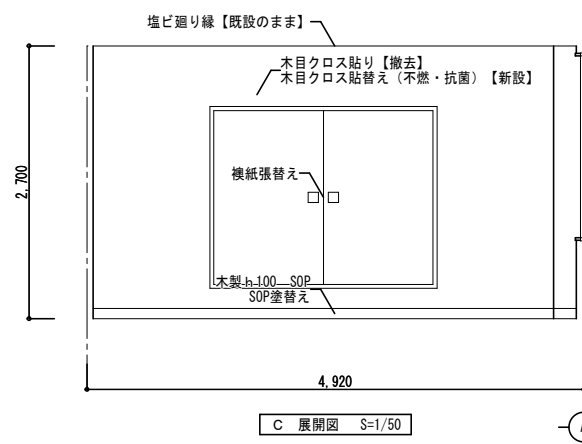 塩ビ廻り縁【既設のまま】
木目クロス貼り【撤去】
木目クロス貼替え（不燃・抗菌）【新設】
2,700
襖紙張替え
木製 h-100 SOP
SOP塗替え
4,920
C 展開図 S=1/50